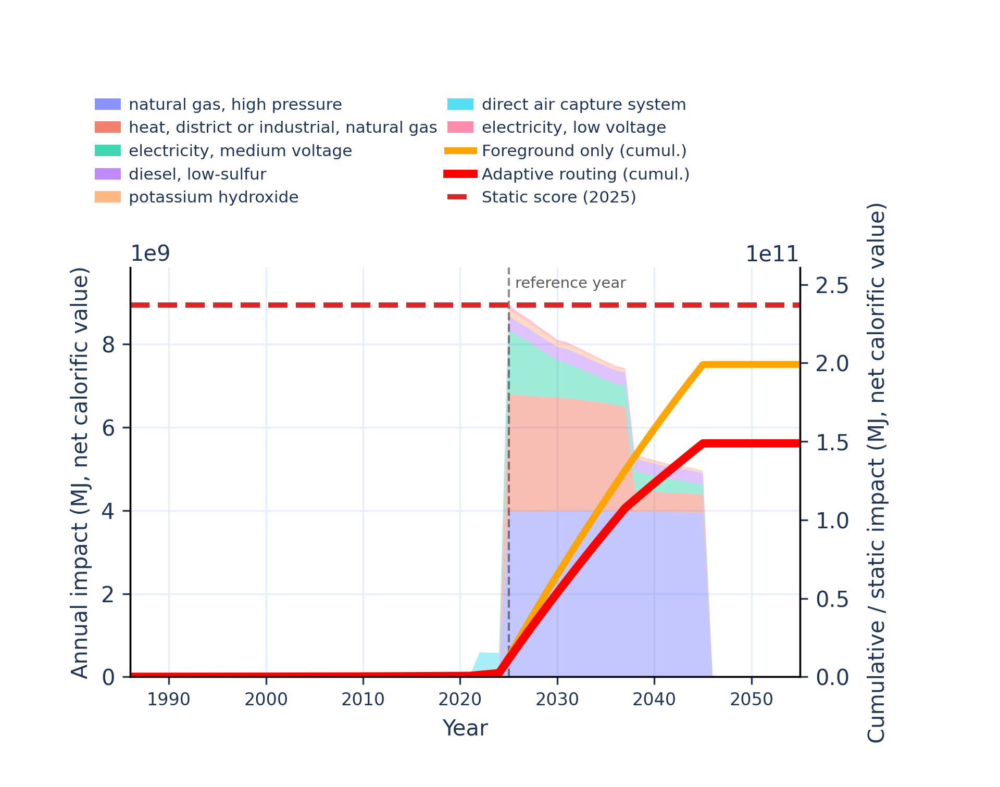 natural gas, high pressure
heat, district or industrial, natural gas
electricity, medium voltage
diesel, low-sulfur
potassium hydroxide
direct air capture system
electricity, low voltage
Foreground only (cumul.)
Adaptive routing (cumul.)
Static score (2025)
1e9
1e11
reference year
Annual impact (MJ, net calorific value)
8
6
4
2
0
2.5
2.0
1.5
1.0
0.5
0.0
Cumulative / static impact (MJ, net calorific value)
1990
2000
2010
2020
2030
2040
2050
Year